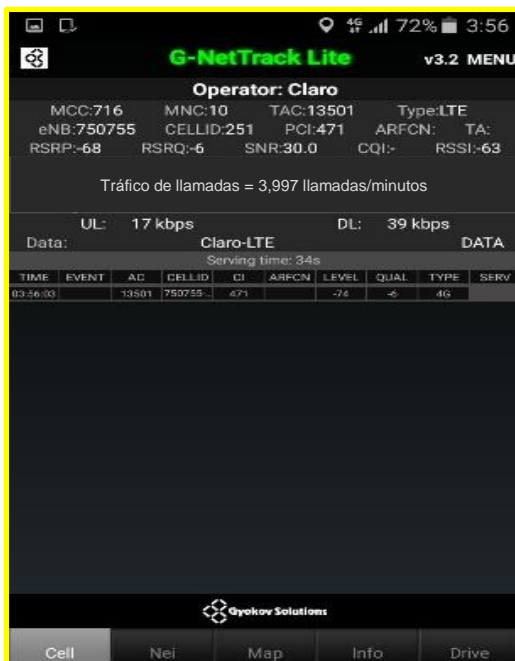 4G 72% 3:56
G-NetTrack Lite v3.2 MENU
Operator: Claro
MCC:716 MNC:10 TAC:13501 Type:LTE
eNB:750755 CELLID:251 PCI:471 ARFCN: TA:
RSRP:-68 RSRQ:-6 SNR:30.0 CQI:- RSSI:-63
Tráfico de llamadas = 3,997 llamadas/minutos
UL: 17 kbps DL: 39 kbps
Data: Claro-LTE DATA
Serving time: 34s
TIME EVENT AC CELLID CI ARFCN LEVEL QUAL TYPE SERV
03:56:03 13501 750755-.. 471 -74 -6 4G
Gyokov Solutions
Cell Nei Map Info Drive